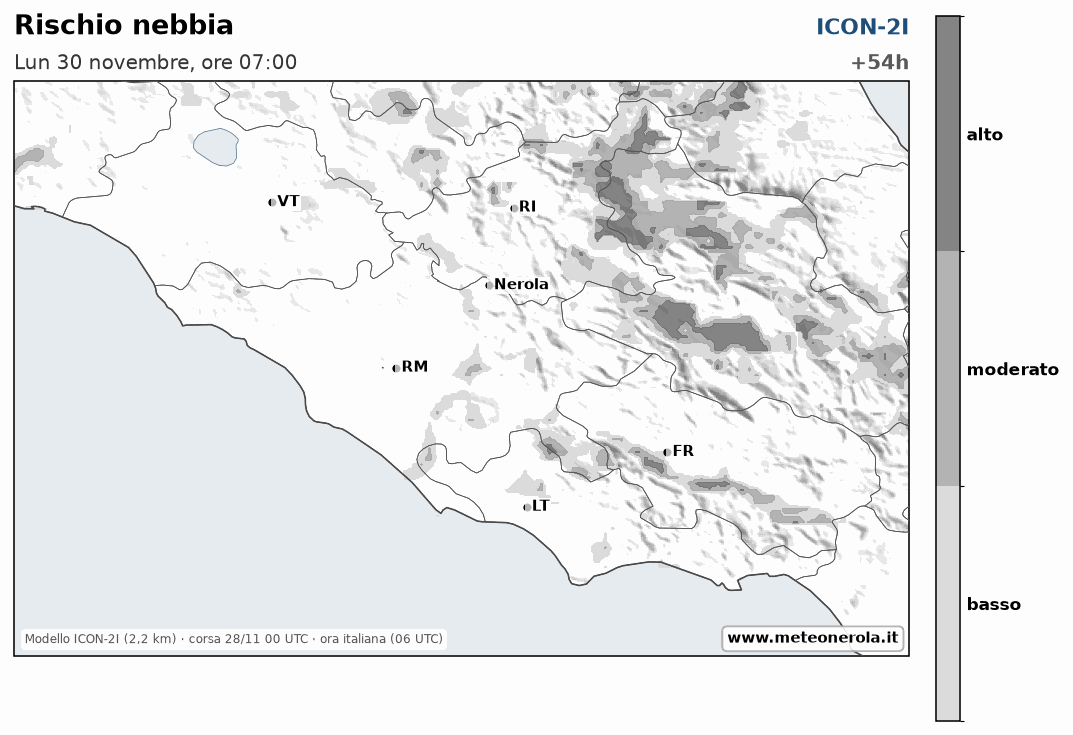 Rischio nebbia
ICON-2I
Lun 30 novembre, ore 07:00
+54h
alto
VT
RI
Nerola
RM
moderato
FR
LT
basso
Modello ICON-2I (2,2 km) · corsa 28/11 00 UTC · ora italiana (06 UTC)
www.meteonerola.it